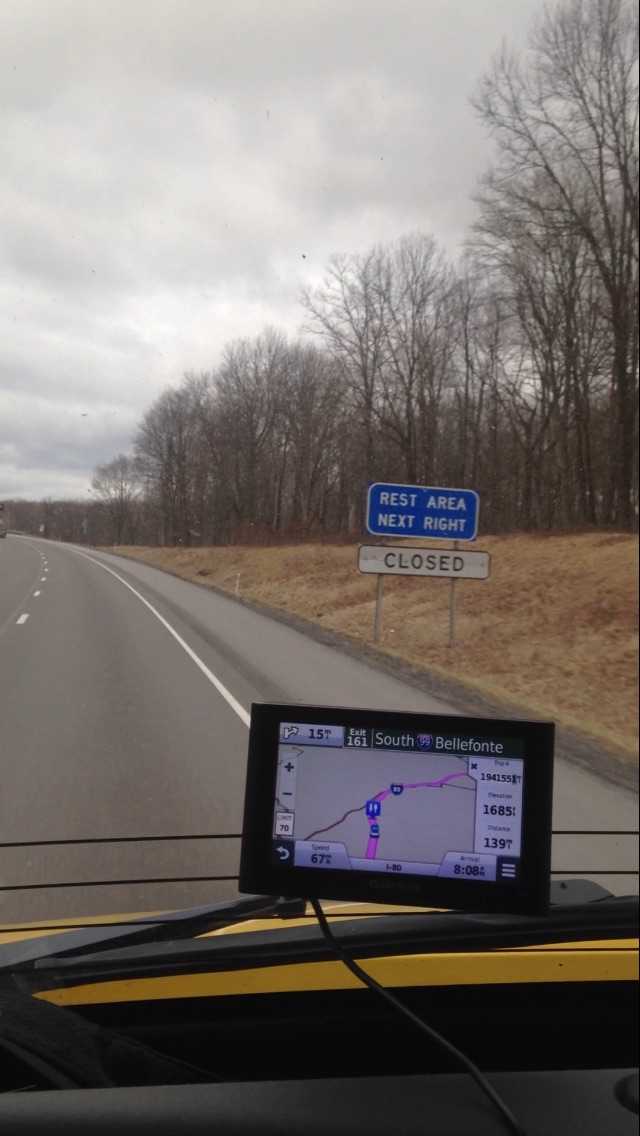 REST AREA
NEXT RIGHT
CLOSED
Exit
161
South 99 Bellefonte
15
Trip A
80
Elevation
1685
LIMIT
70
Distance
139
Speed
67
I-80
Arrival
8:08
GARMIN